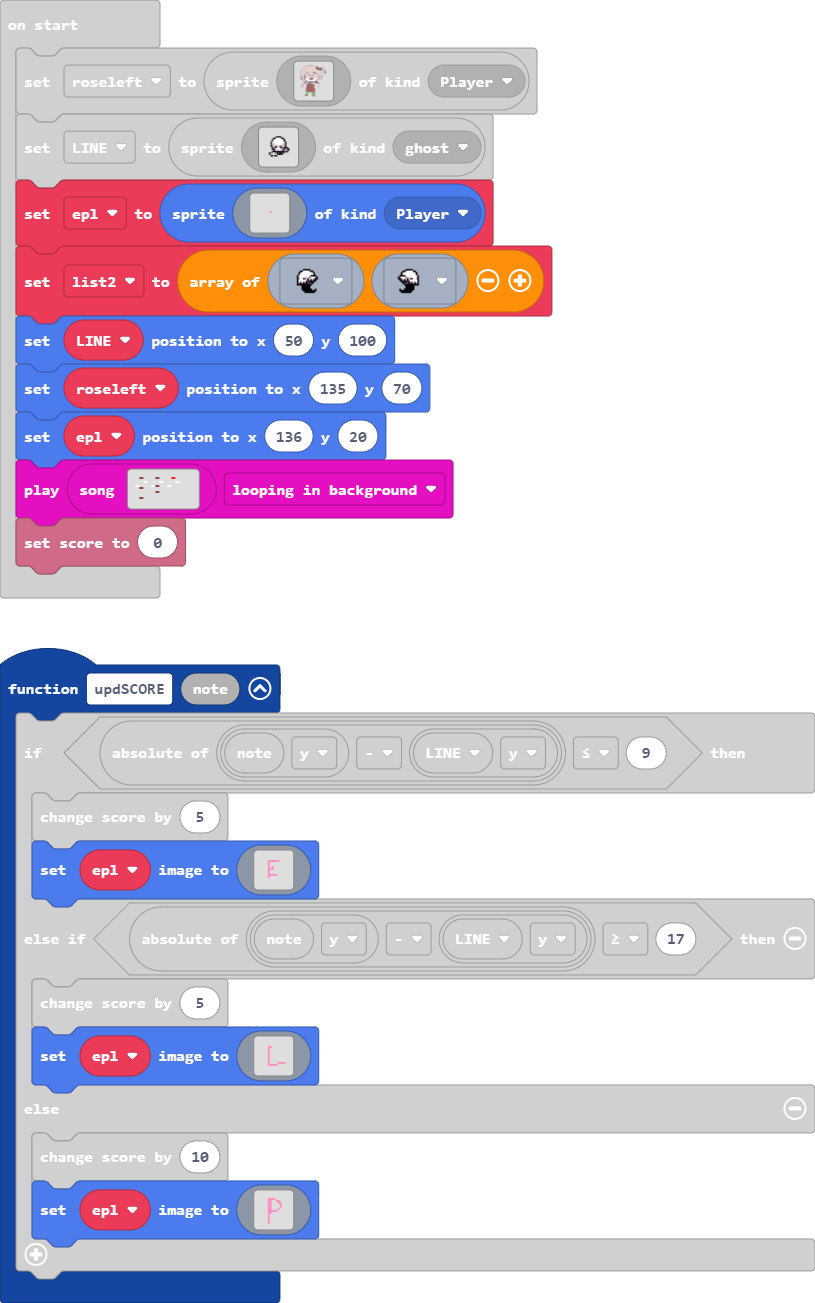 on start
set roseleft to sprite of kind Player
set LINE to sprite of kind ghost
set epl to sprite of kind Player
set list2 to array of
set LINE position to x 50 y 100
set roseleft position to x 135 y 70
set epl position to x 136 y 20
play song looping in background
set score to 0
function updSCORE note
if absolute of note y - LINE y ≤ 9 then
change score by 5
set epl image to E
else if absolute of note y - LINE y ≥ 17 then
change score by 5
set epl image to L
else
change score by 10
set epl image to P